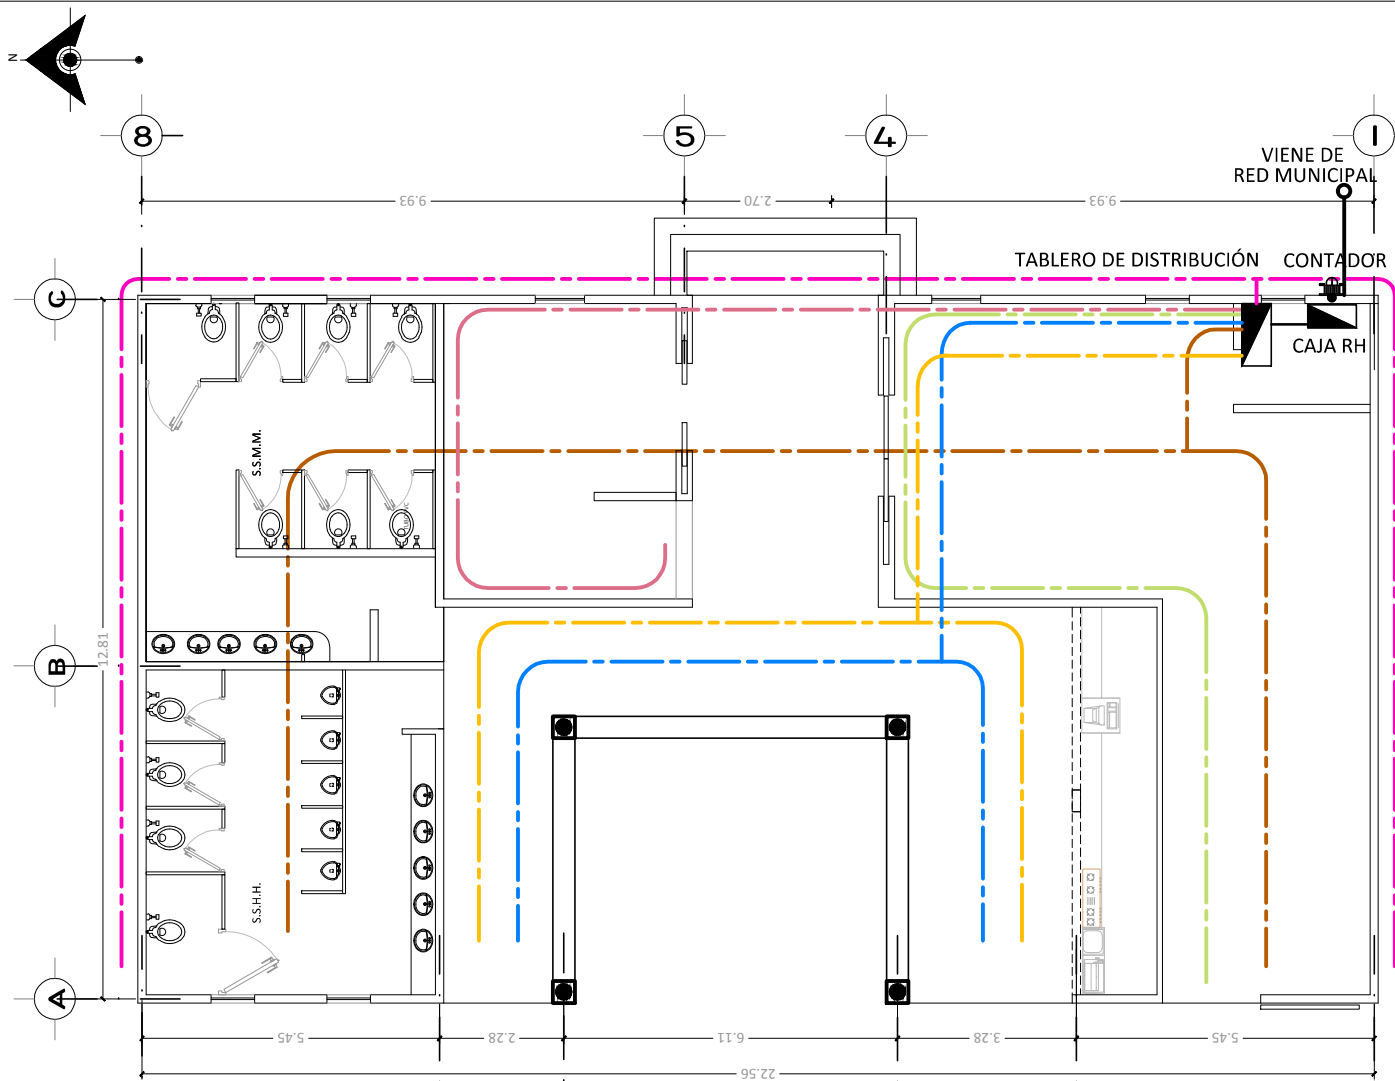 N
8
5
4
1
VIENE DE
RED MUNICIPAL
9.93
2.70
9.93
TABLERO DE DISTRIBUCIÓN
CONTADOR
C
CAJA RH
S.S.M.M.
12.81
B
S.S.H.H.
A
5.45
2.28
6.11
3.28
5.45
22.56